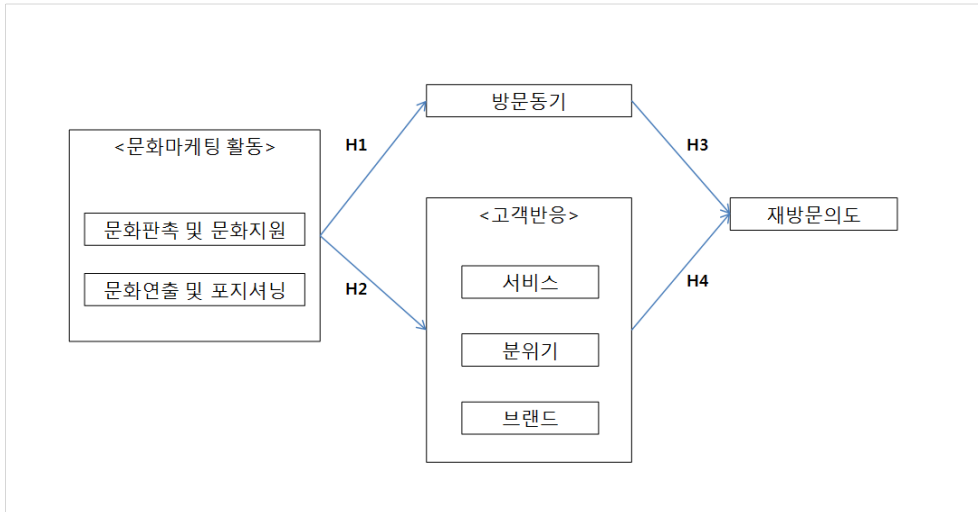 방문동기
<문화마케팅 활동>
H1
H3
문화판촉 및 문화지원
문화연출 및 포지셔닝
H2
<고객반응>
서비스
분위기
브랜드
재방문의도
H4